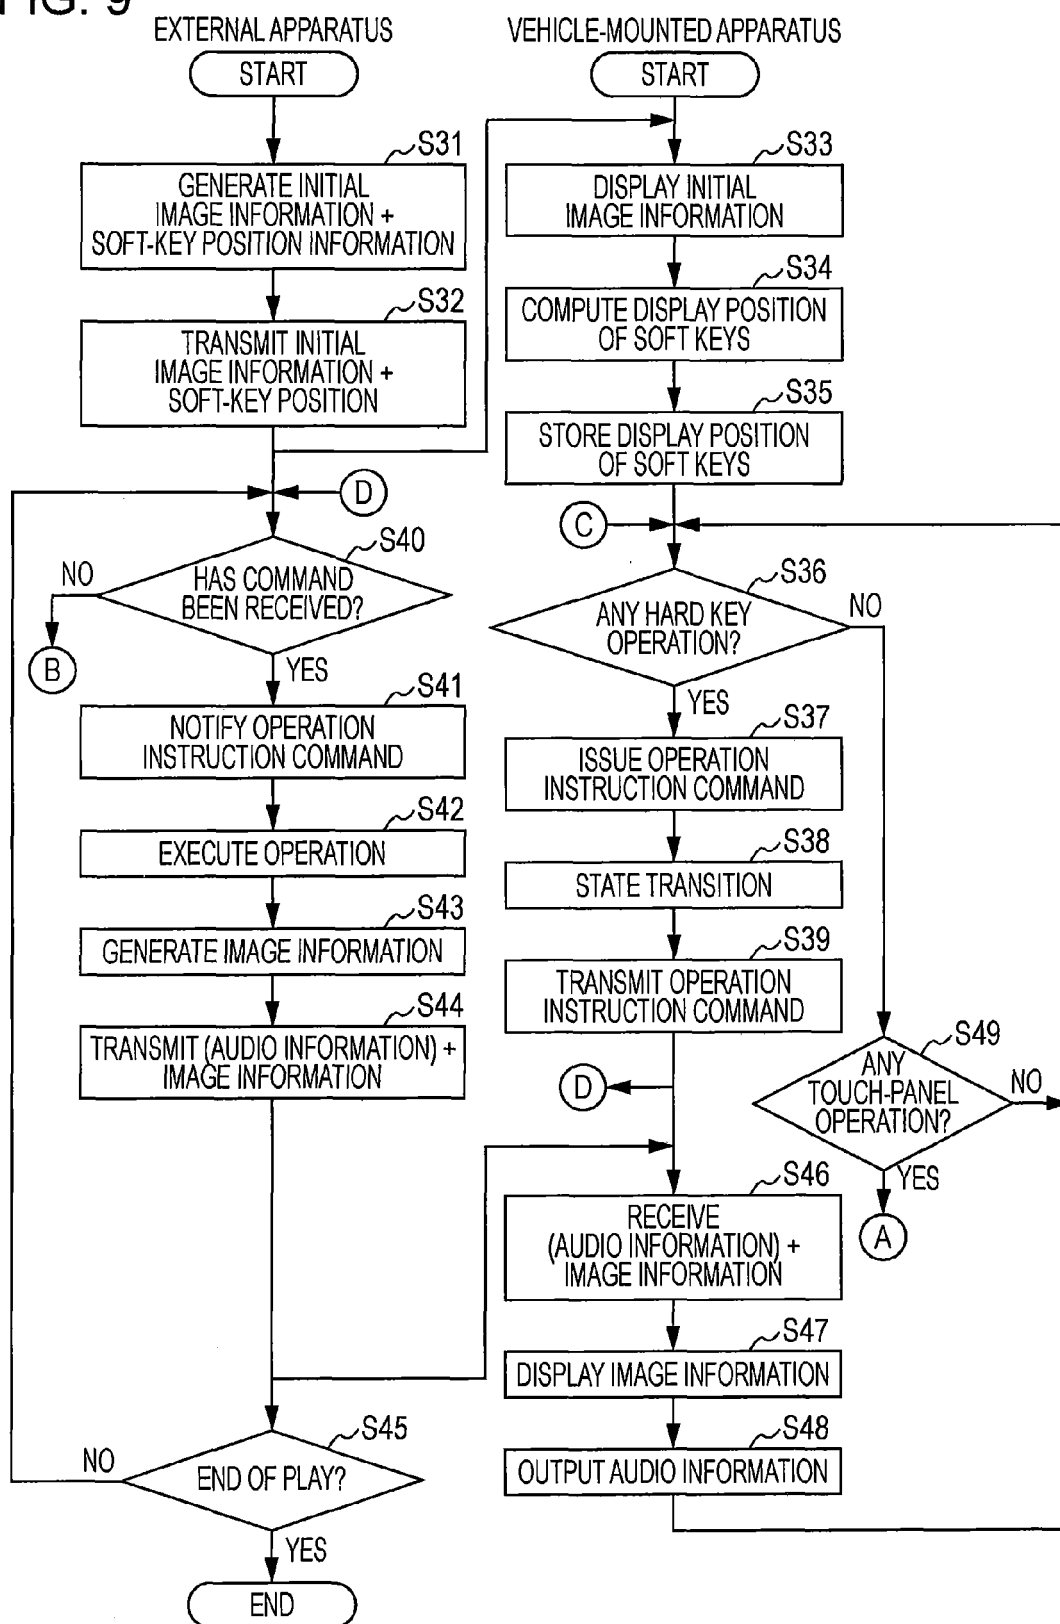 FIG. 9
EXTERNAL APPARATUS
START
S31
GENERATE INITIAL
IMAGE INFORMATION +
SOFT-KEY POSITION INFORMATION
S32
TRANSMIT INITIAL
IMAGE INFORMATION +
SOFT-KEY POSITION
D
S40
HAS COMMAND
BEEN RECEIVED?
NO
B
YES
S41
NOTIFY OPERATION
INSTRUCTION COMMAND
S42
EXECUTE OPERATION
S43
GENERATE IMAGE INFORMATION
S44
TRANSMIT (AUDIO INFORMATION) +
IMAGE INFORMATION
S45
END OF PLAY?
NO
YES
END
VEHICLE-MOUNTED APPARATUS
START
S33
DISPLAY INITIAL
IMAGE INFORMATION
S34
COMPUTE DISPLAY POSITION
OF SOFT KEYS
S35
STORE DISPLAY POSITION
OF SOFT KEYS
C
S36
ANY HARD KEY
OPERATION?
NO
YES
S37
ISSUE OPERATION
INSTRUCTION COMMAND
S38
STATE TRANSITION
S39
TRANSMIT OPERATION
INSTRUCTION COMMAND
D
S49
ANY
TOUCH-PANEL
OPERATION?
NO
YES
A
S46
RECEIVE
(AUDIO INFORMATION) +
IMAGE INFORMATION
S47
DISPLAY IMAGE INFORMATION
S48
OUTPUT AUDIO INFORMATION